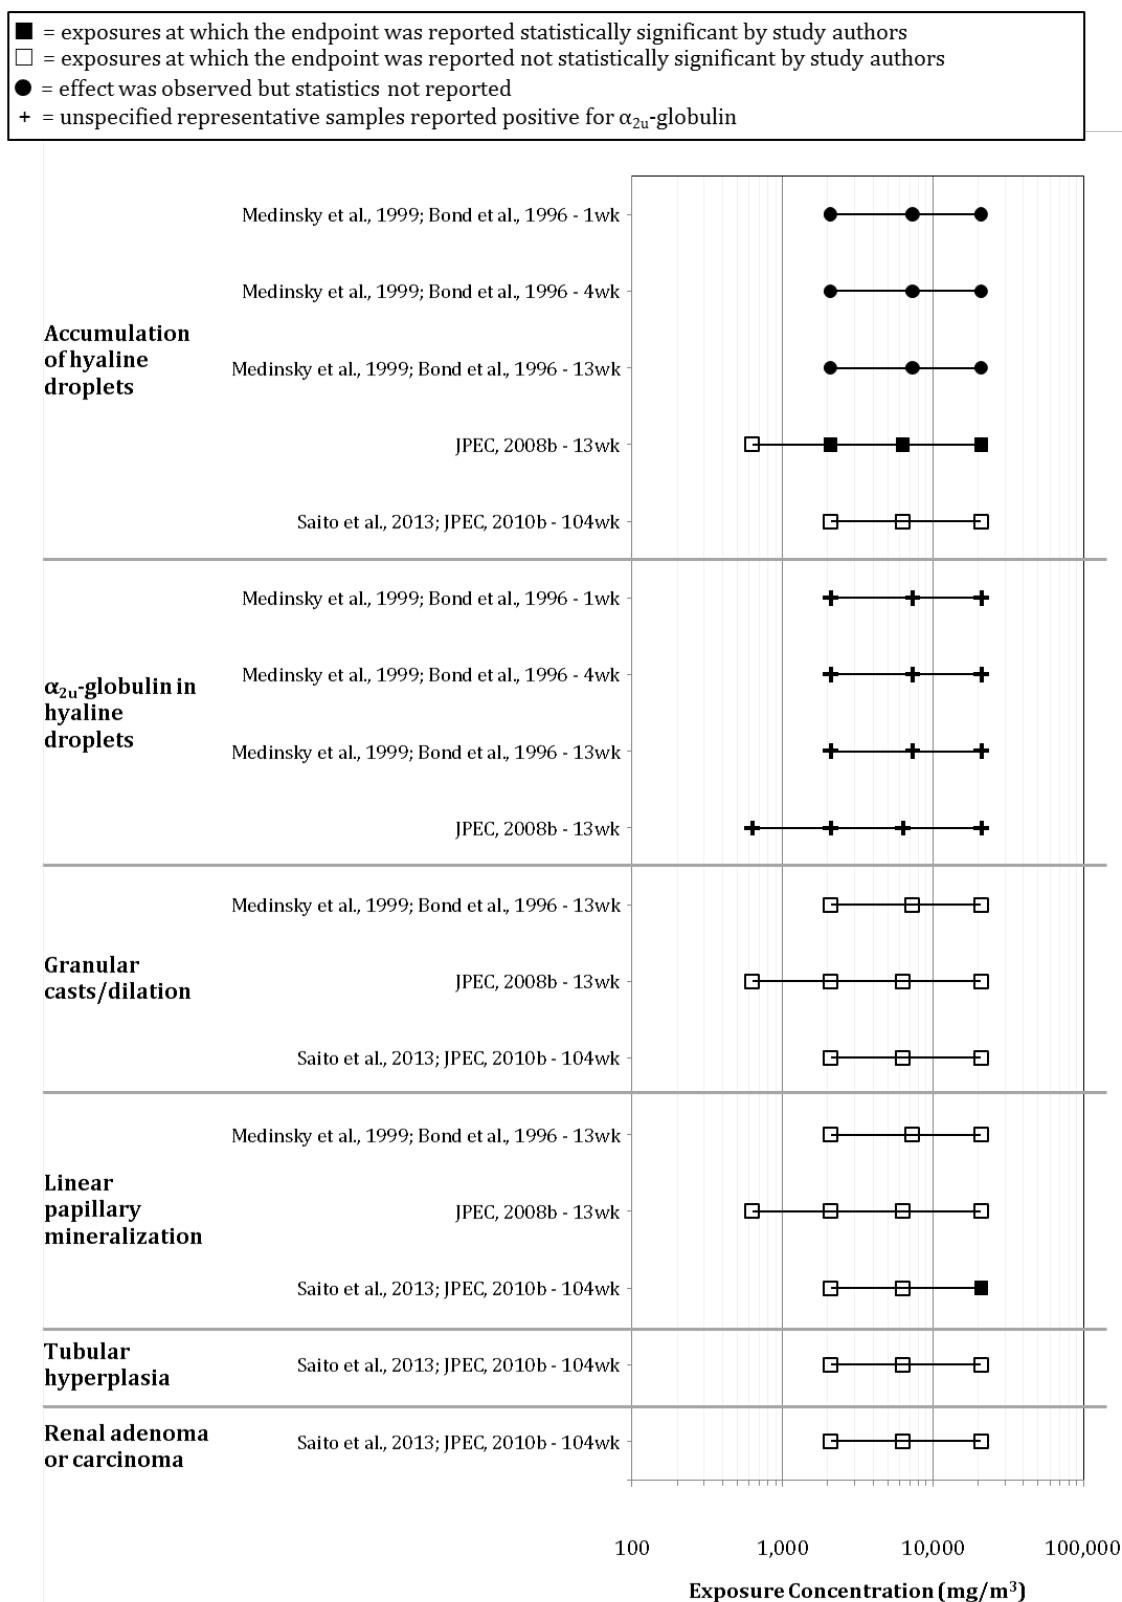 ■ = exposures at which the endpoint was reported statistically significant by study authors
□ = exposures at which the endpoint was reported not statistically significant by study authors
● = effect was observed but statistics not reported
+ = unspecified representative samples reported positive for α₂ᵤ-globulin
Medinsky et al., 1999; Bond et al., 1996 - 1wk
Medinsky et al., 1999; Bond et al., 1996 - 4wk
Accumulation
of hyaline
droplets
Medinsky et al., 1999; Bond et al., 1996 - 13wk
JPEC, 2008b - 13wk
Saito et al., 2013; JPEC, 2010b - 104wk
Medinsky et al., 1999; Bond et al., 1996 - 1wk
Medinsky et al., 1999; Bond et al., 1996 - 4wk
α₂ᵤ-globulin in
hyaline
droplets
Medinsky et al., 1999; Bond et al., 1996 - 13wk
JPEC, 2008b - 13wk
Medinsky et al., 1999; Bond et al., 1996 - 13wk
Granular
casts/dilation
JPEC, 2008b - 13wk
Saito et al., 2013; JPEC, 2010b - 104wk
Medinsky et al., 1999; Bond et al., 1996 - 13wk
Linear
papillary
mineralization
JPEC, 2008b - 13wk
Saito et al., 2013; JPEC, 2010b - 104wk
Tubular
hyperplasia
Saito et al., 2013; JPEC, 2010b - 104wk
Renal adenoma
or carcinoma
Saito et al., 2013; JPEC, 2010b - 104wk
100 1,000 10,000 100,000
Exposure Concentration (mg/m³)